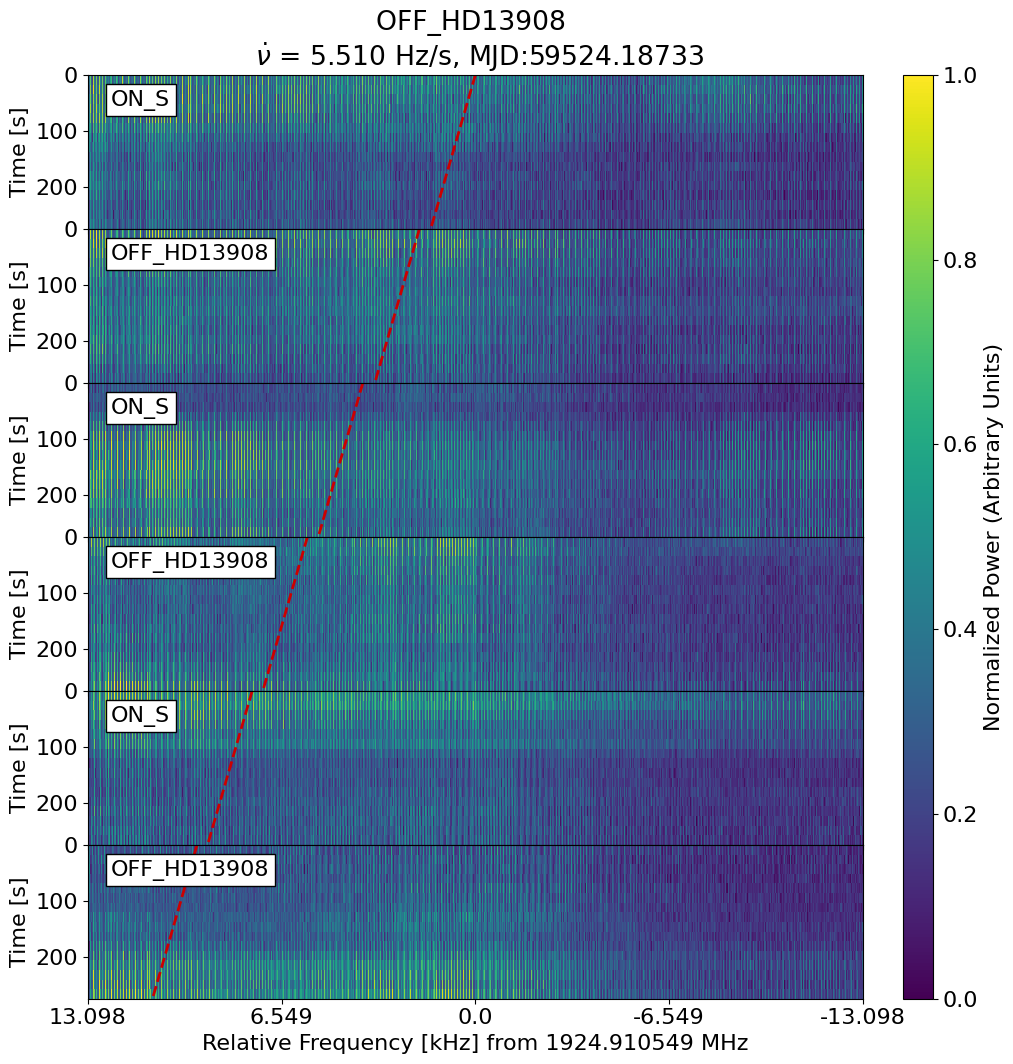 OFF_HD13908
ν̇ = 5.510 Hz/s, MJD:59524.18733
0
ON_S
100
Time [s]
200
0
OFF_HD13908
100
Time [s]
200
0
ON_S
100
Time [s]
200
0
OFF_HD13908
100
Time [s]
200
0
ON_S
100
Time [s]
200
0
OFF_HD13908
100
Time [s]
200
13.098 6.549 0.0 -6.549 -13.098
Relative Frequency [kHz] from 1924.910549 MHz
1.0
0.8
0.6
0.4
0.2
0.0
Normalized Power (Arbitrary Units)